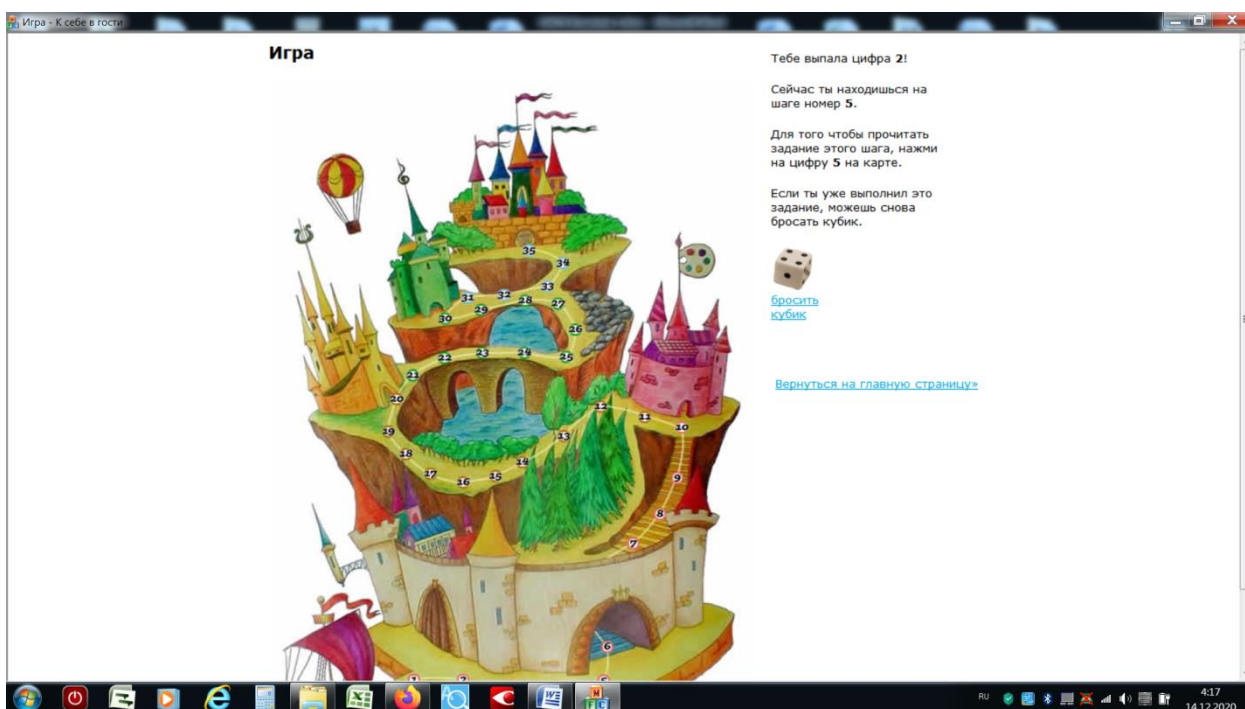 Игра - К себе в гости
Игра
Тебе выпала цифра 2!
Сейчас ты находишься на
шаге номер 5.
Для того чтобы прочитать
задание этого шага, нажми
на цифру 5 на карте.
Если ты уже выполнил это
задание, можешь снова
бросать кубик.
бросить
кубик
Вернуться на главную страницу»
35
34
33
32
31
30
29
28
27
26
25
24
23
22
21
20
19
18
17
16
15
14
13
12
11
10
9
8
7
6
RU
4:17
14.12.2020